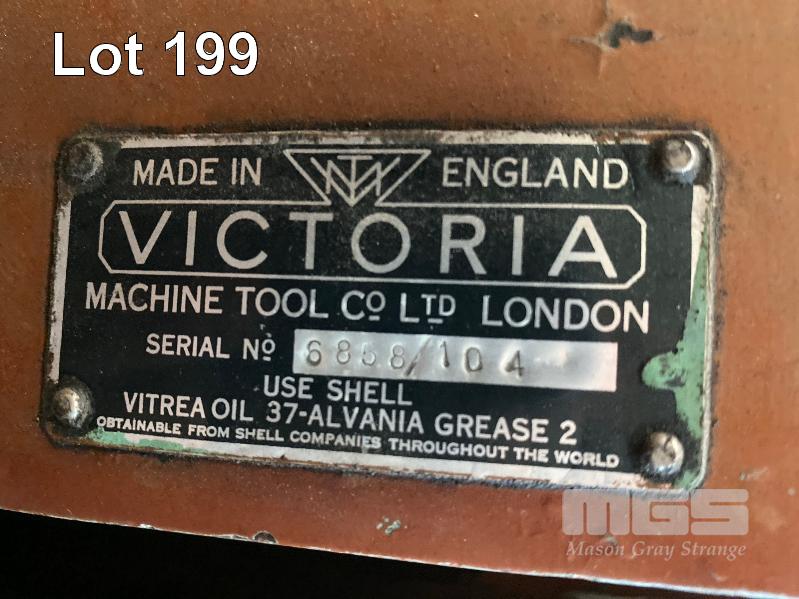 Lot 199
MADE IN ENGLAND
VICTORIA
MACHINE TOOL Co LTD LONDON
SERIAL No 6858/104
USE SHELL
VITREA OIL 37-ALVANIA GREASE 2
OBTAINABLE FROM SHELL COMPANIES THROUGHOUT THE WORLD
MGS
Mason Gray Strange